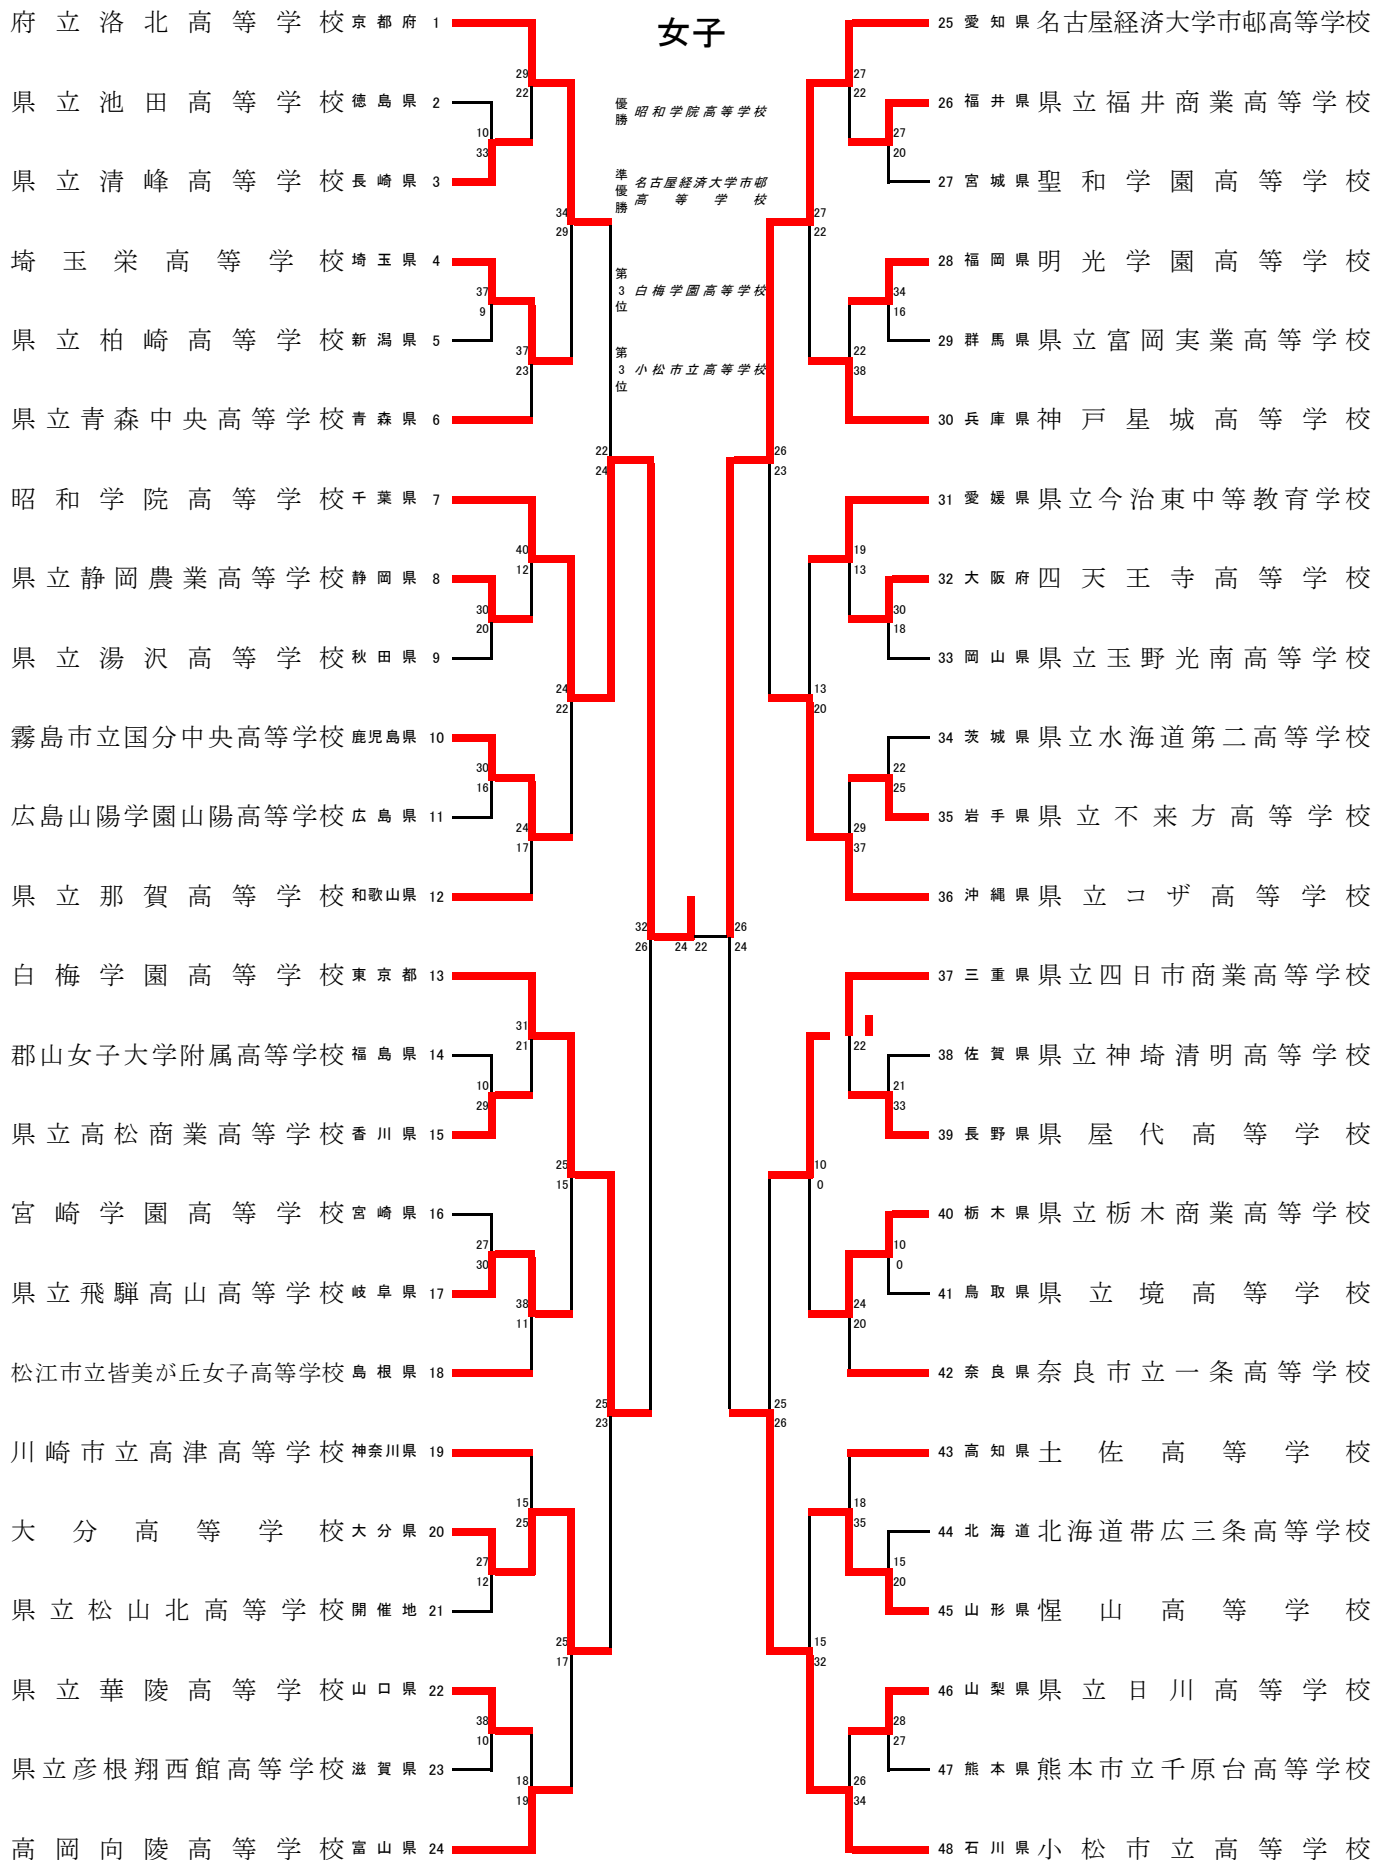 女子
優勝 昭和学院高等学校
準優勝 名古屋経済大学市邨高等学校
第3位 白梅学園高等学校
第3位 小松市立高等学校
府立洛北高等学校 京都府 1
29
22
県立池田高等学校 徳島県 2
10
33
県立清峰高等学校 長崎県 3
34
29
埼玉栄高等学校 埼玉県 4
37
9
県立柏崎高等学校 新潟県 5
37
23
県立青森中央高等学校 青森県 6
22
24
昭和学院高等学校 千葉県 7
40
12
県立静岡農業高等学校 静岡県 8
30
20
県立湯沢高等学校 秋田県 9
24
22
霧島市立国分中央高等学校 鹿児島県 10
30
16
広島山陽学園山陽高等学校 広島県 11
24
17
県立那賀高等学校 和歌山県 12
32
26
24 22
白梅学園高等学校 東京都 13
31
21
郡山女子大学附属高等学校 福島県 14
10
29
県立高松商業高等学校 香川県 15
25
15
宮崎学園高等学校 宮崎県 16
27
30
県立飛騨高山高等学校 岐阜県 17
38
11
松江市立皆美が丘女子高等学校 島根県 18
25
23
川崎市立高津高等学校 神奈川県 19
15
25
大分高等学校 大分県 20
27
12
県立松山北高等学校 開催地 21
25
17
県立華陵高等学校 山口県 22
38
10
県立彦根翔西館高等学校 滋賀県 23
18
19
高岡向陵高等学校 富山県 24
25 愛知県 名古屋経済大学市邨高等学校
27
22
26 福井県 県立福井商業高等学校
27
20
27 宮城県 聖和学園高等学校
27
22
28 福岡県 明光学園高等学校
34
16
29 群馬県 県立富岡実業高等学校
22
38
30 兵庫県 神戸星城高等学校
26
23
31 愛媛県 県立今治東中等教育学校
19
13
32 大阪府 四天王寺高等学校
30
18
33 岡山県 県立玉野光南高等学校
13
20
34 茨城県 県立水海道第二高等学校
22
25
35 岩手県 県立不来方高等学校
29
37
36 沖縄県 県立コザ高等学校
26
24
37 三重県 県立四日市商業高等学校
22
38 佐賀県 県立神埼清明高等学校
21
33
39 長野県 県屋代高等学校
10
0
40 栃木県 県立栃木商業高等学校
10
0
41 鳥取県 県立境高等学校
24
20
42 奈良県 奈良市立一条高等学校
25
26
43 高知県 土佐高等学校
18
35
44 北海道 北海道帯広三条高等学校
15
20
45 山形県 惺山高等学校
15
32
46 山梨県 県立日川高等学校
28
27
47 熊本県 熊本市立千原台高等学校
26
34
48 石川県 小松市立高等学校